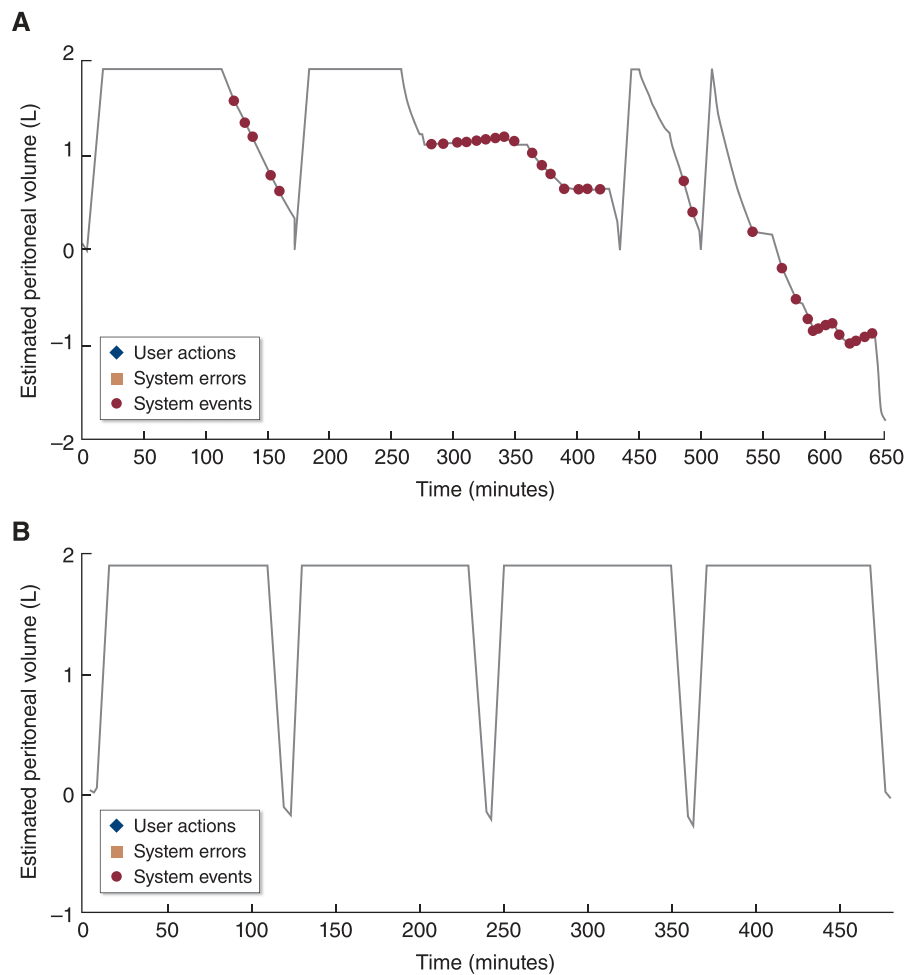 A
Estimated peritoneal volume (L)
2
1
0
–1
–2
User actions
System errors
System events
0 50 100 150 200 250 300 350 400 450 500 550 600 650
Time (minutes)
B
Estimated peritoneal volume (L)
2
1
0
–1
User actions
System errors
System events
0 50 100 150 200 250 300 350 400 450
Time (minutes)